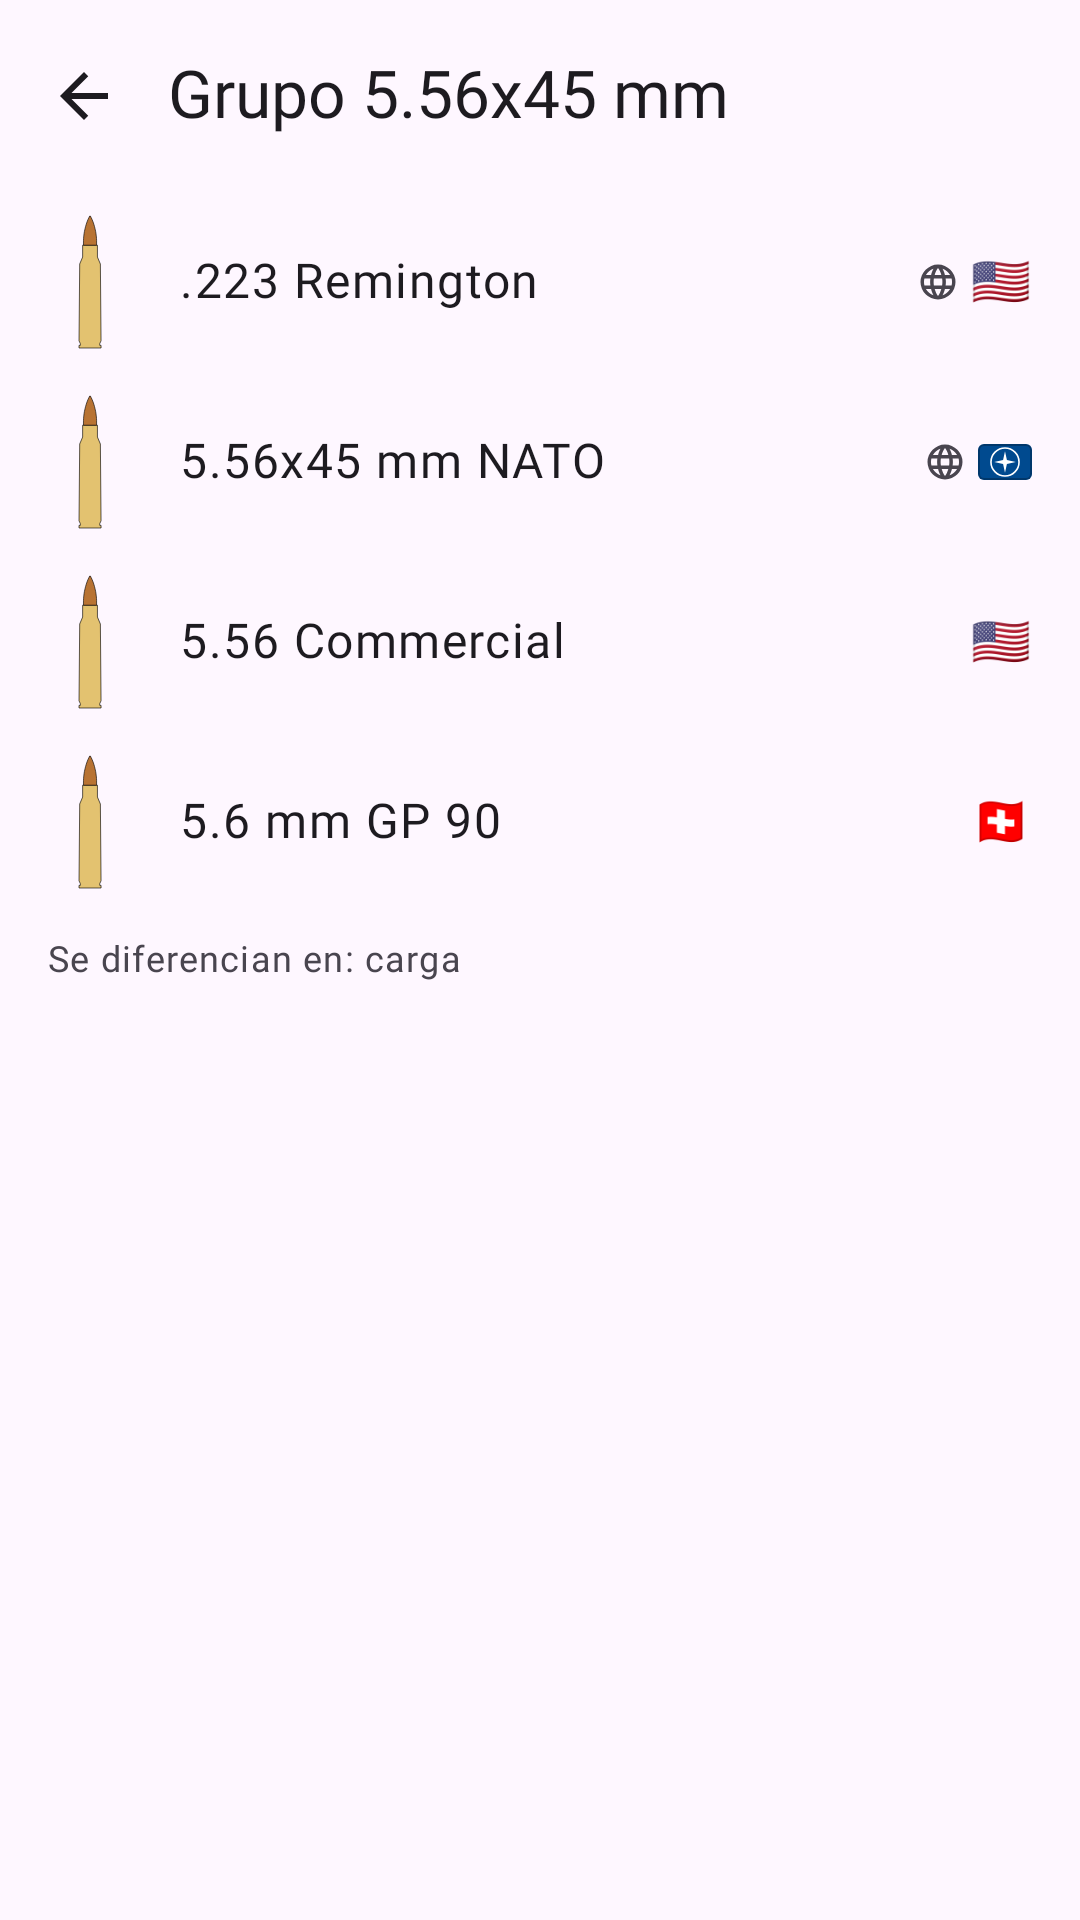 Grupo 5.56x45 mm
.223 Remington
5.56x45 mm NATO
5.56 Commercial
5.6 mm GP 90
Se diferencian en: carga